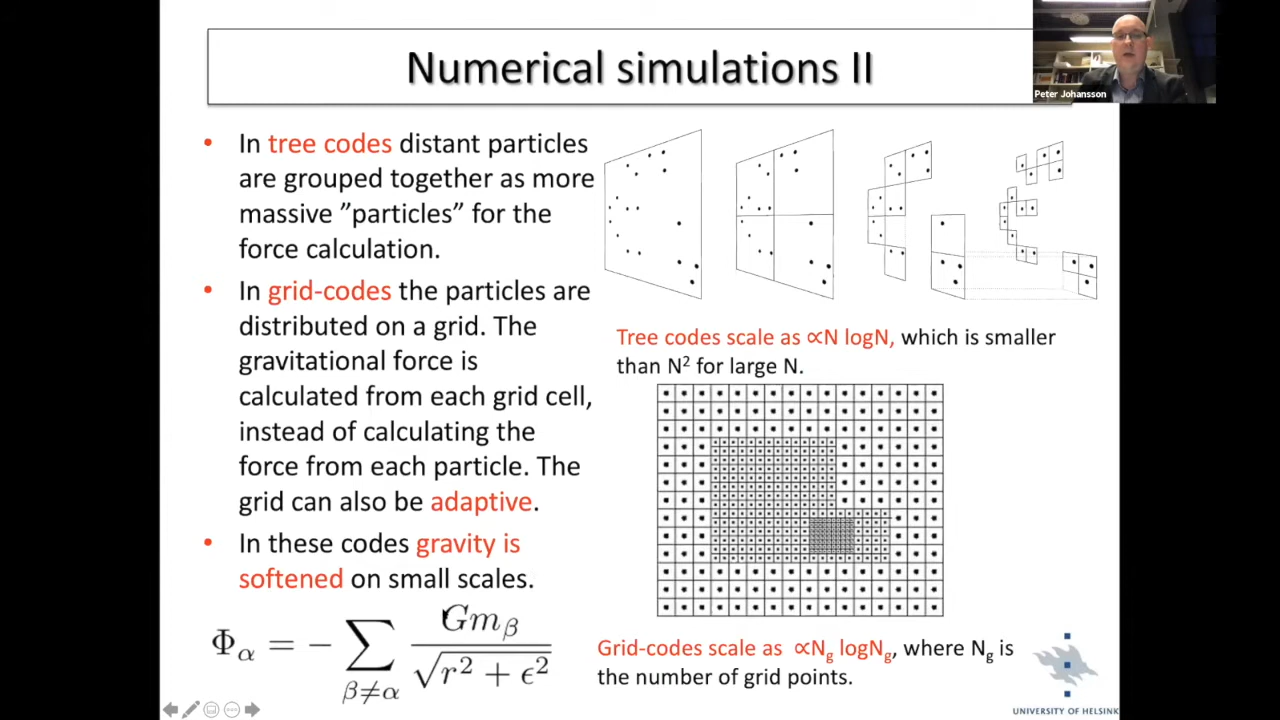 Numerical simulations II
Peter Johansson
• In tree codes distant particles
are grouped together as more
massive ”particles” for the
force calculation.
• In grid-codes the particles are
distributed on a grid. The
gravitational force is
calculated from each grid cell,
instead of calculating the
force from each particle. The
grid can also be adaptive.
• In these codes gravity is
softened on small scales.
Φ_α = − ∑_{β≠α} Gm_β / √(r² + ϵ²)
Tree codes scale as ∝N logN, which is smaller
than N² for large N.
Grid-codes scale as ∝N_g logN_g, where N_g is
the number of grid points.
UNIVERSITY OF HELSINK